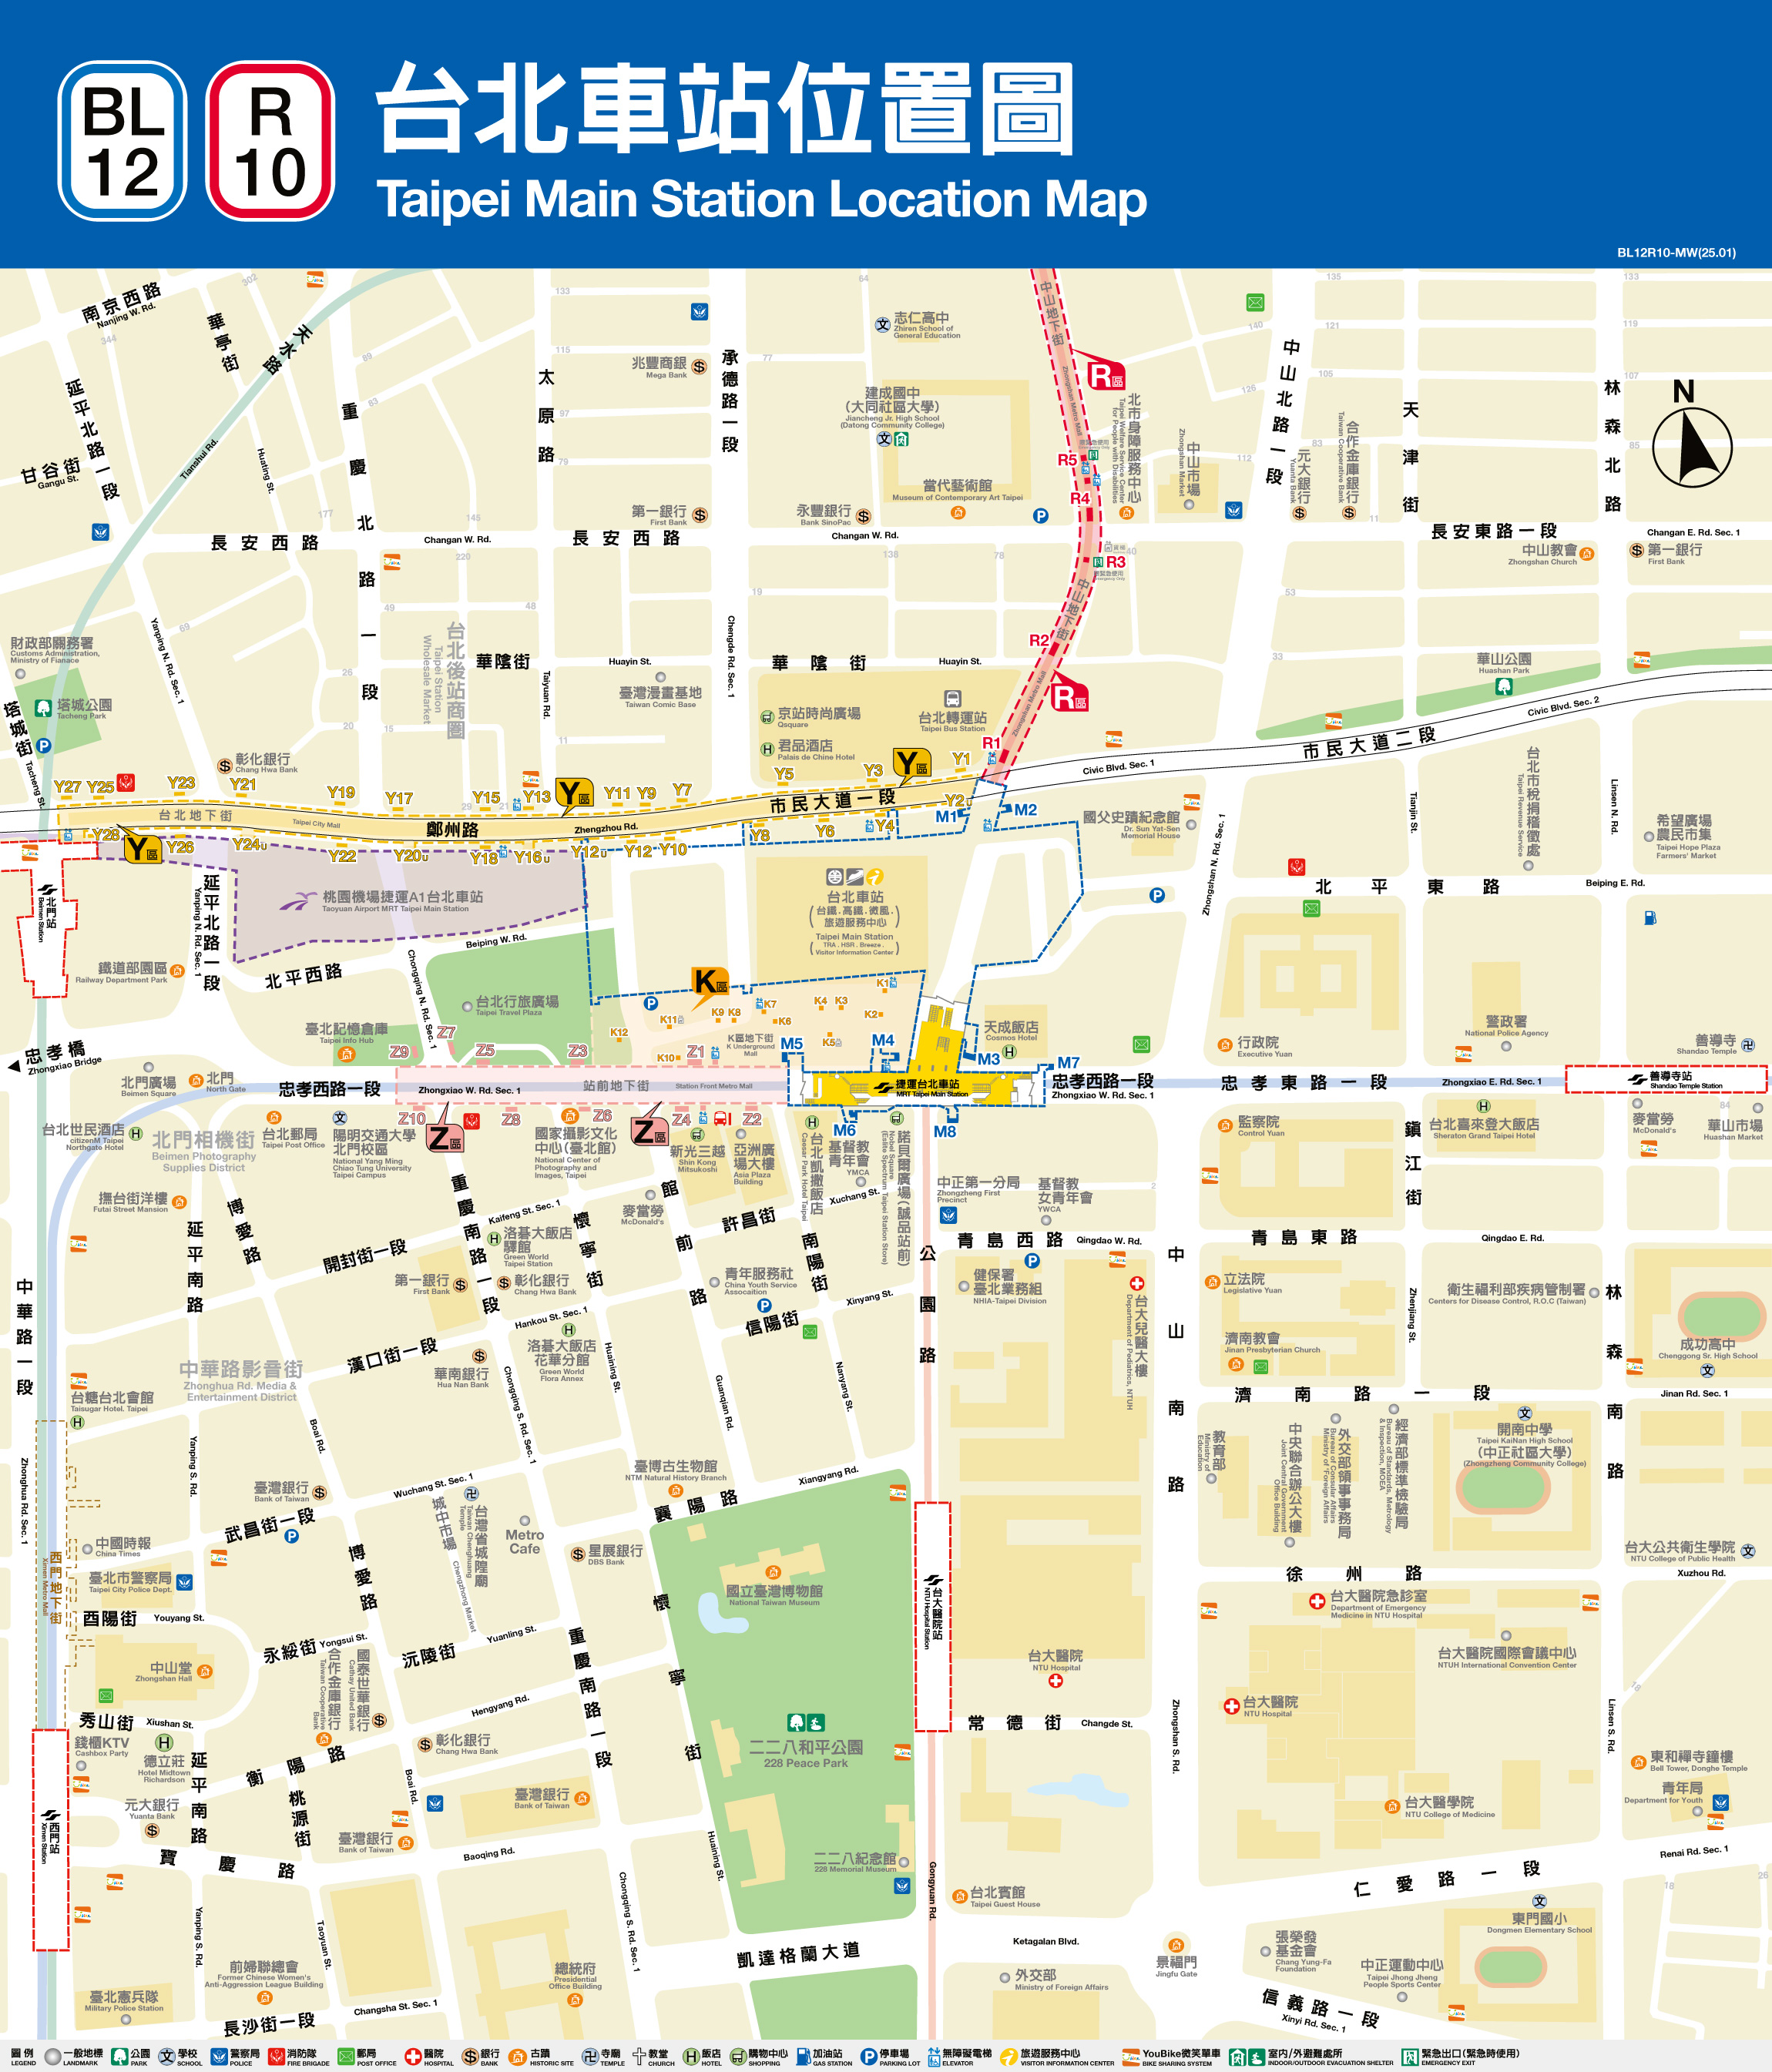 BL
12
R
10
台北車站位置圖
Taipei Main Station Location Map
BL12R10-MW(25.01)
南京西路
Nanjing W. Rd.
344
302
華亭街
天水路
89
83
133
115
97
79
太原路
兆豐商銀
Mega Bank
承德路一段
77
64
志仁高中
Zhiren School of
General Education
建成國中
(大同社區大學)
Jiancheng Jr. High School
(Datong Community College)
中山地下街
Zhongshan Metro Mall
R區
北市身障服務中心
Taipei Welfare Service Center
for People with Disabilities
中山市場
Zhongshan Market
140
126
112
中山北路一段
135
121
105
83
11
元大銀行
Yuanta Bank
合作金庫銀行
Taiwan Cooperative Bank
天津街
林森北路
133
119
107
85
N
延平北路一段
甘谷街
Gangu St.
Tianshui Rd.
Huating St.
177
重慶北路一段
145
第一銀行
First Bank
永豐銀行
Bank SinoPac
當代藝術館
Museum of Contemporary Art Taipei
R5
R4
R3
40
長安西路
Changan W. Rd.
長安西路
Changan W. Rd.
長安東路一段
Changan E. Rd. Sec. 1
中山教會
Zhongshan Church
第一銀行
First Bank
220
138
78
19
53
33
49
48
69
26
20
15
11
財政部關務署
Customs Administration,
Ministry of Fianace
塔城公園
Tacheng Park
塔城街
Tacheng St.
Yanping N. Rd. Sec. 1
台北後站商圈
Taipei Station
Wholesale Market
華陰街
Huayin St.
Taiyuan Rd.
臺灣漫畫基地
Taiwan Comic Base
Chengde Rd. Sec. 1
華陰街
Huayin St.
R2
R區
Zhongshan Metro Mall
中山地下街
京站時尚廣場
Qsquare
君品酒店
Palais de Chine Hotel
台北轉運站
Taipei Bus Station
R1
華山公園
Huashan Park
Civic Blvd. Sec. 2
市民大道二段
Civic Blvd. Sec. 1
彰化銀行
Chang Hwa Bank
Y27
Y25
Y23
Y21
Y19
Y17
Y15
Y13
Y區
Y11
Y9
Y7
Y5
Y3
Y區
Y1
29
21
台北地下街
Taipei City Mall
鄭州路
Zhengzhou Rd.
市民大道一段
Y28
Y區
Y26
Y24
Y22
Y20
Y18
Y16
Y12
Y12
Y10
Y8
Y6
Y4
Y2
M1
M2
國父史蹟紀念館
Dr. Sun Yat-Sen
Memorial House
Zhongshan N. Rd. Sec. 1
Tianjin St.
台北市稅捐稽徵處
Taipei Revenue Service
Linsen N. Rd.
希望廣場
農民市集
Taipei Hope Plaza
Farmers' Market
北平東路
Beiping E. Rd.
北門站
Beimen Station
延平北路一段
Yanping N. Rd. Sec. 1
桃園機場捷運A1台北車站
Taoyuan Airport MRT Taipei Main Station
台北車站
(台鐵.高鐵.微風.
旅遊服務中心)
Taipei Main Station
(TRA . HSR . Breeze .
Visitor Information Center)
鐵道部園區
Railway Department Park
北平西路
Beiping W. Rd.
Chongqing N. Rd. Sec. 1
台北行旅廣場
Taipei Travel Plaza
K區
K1
K2
K3
K4
K5
K6
K7
K8
K9
K10
K11
K12
K區地下街
K Underground
Mall
臺北記憶倉庫
Taipei Info Hub
Z7
Z9
Z5
Z3
Z1
M5
M4
M3
M7
天成飯店
Cosmos Hotel
行政院
Executive Yuan
警政署
National Police Agency
善導寺
Shandao Temple
忠孝橋
Zhongxiao Bridge
北門廣場
Beimen Square
北門
North Gate
忠孝西路一段
Zhongxiao W. Rd. Sec. 1
站前地下街
Station Front Metro Mall
捷運台北車站
MRT Taipei Main Station
忠孝西路一段
Zhongxiao W. Rd. Sec. 1
忠孝東路一段
Zhongxiao E. Rd. Sec. 1
善導寺站
Shandao Temple Station
Z10
Z區
Z8
Z6
Z區
Z4
Z2
M6
M8
台北世民酒店
citizenM Taipei
Northgate Hotel
北門相機街
Beimen Photography
Supplies District
台北郵局
Taipei Post Office
陽明交通大學
北門校區
National Yang Ming
Chiao Tung University
Taipei Campus
國家攝影文化
中心(臺北館)
National Center of
Photography and
Images, Taipei
新光三越
Shin Kong
Mitsukoshi
亞洲廣
場大樓
Asia Plaza
Building
台北凱撒飯店
Caesar Park Hotel Taipei
基督教
青年會
YMCA
Xuchang St.
諾貝爾廣場(誠品站前)
Nobel Square
(Eslite Spectrum Taipei Station Store)
中正第一分局
Zhongzheng First
Precinct
基督教
女青年會
YWCA
2
監察院
Control Yuan
台北喜來登大飯店
Sheraton Grand Taipei Hotel
鎮江街
麥當勞
McDonald's
84
華山市場
Huashan Market
撫台街洋樓
Futai Street Mansion
博愛路
延平南路
開封街一段
Kaifeng St. Sec. 1
重慶南路一段
洛碁大飯店
驛館
Green World
Taipei Station
懷寧街
麥當勞
McDonald's
館前路
許昌街
南陽街
青島西路
Qingdao W. Rd.
青島東路
Qingdao E. Rd.
中華路一段
第一銀行
First Bank
彰化銀行
Chang Hwa Bank
青年服務社
China Youth Service
Assocaition
信陽街
Xinyang St.
公園路
健保署
臺北業務組
NHIA-Taipei Division
台大兒醫大樓
Department of Pediatrics, NTUH
中山南路
立法院
Legislative Yuan
濟南教會
Jinan Presbyterian Church
Zhenjiang St.
衛生福利部疾病管制署
Centers for Disease Control, R.O.C (Taiwan)
林森南路
成功高中
Chenggong Sr. High School
漢口街一段
Hankou St. Sec. 1
洛碁大飯店
花華分館
Green World
Flora Annex
華南銀行
Hua Nan Bank
中華路影音街
Zhonghua Rd. Media &
Entertainment District
台糖台北會館
Taisugar Hotel. Taipei
Huaining St.
Guanqian Rd.
Nanyang St.
濟南路一段
Jinan Rd. Sec. 1
Chongqing S. Rd. Sec. 1
Boai Rd.
Yanping S. Rd.
Zhonghua Rd. Sec. 1
教育部
Ministry of
Education
中央聯合辦公大樓
Joint Central Government
Office Building
外交部領事事務局
Bureau of Consular Affairs
Ministry of Foreign Affairs
經濟部標準檢驗局
Bureau of Standards, Metrology
& Inspection, MOEA
開南中學
Taipei KaiNan High School
(中正社區大學)
(Zhongzheng Community College)
臺灣銀行
Bank of Taiwan
Wuchang St. Sec. 1
武昌街一段
城中市場
Chengzhong Market
台灣省城隍廟
Taiwan Chenghuang
Temple
Metro
Cafe
臺博古生物館
NTM Natural History Branch
Xiangyang Rd.
襄陽路
星展銀行
DBS Bank
中國時報
China Times
臺北市警察局
Taipei City Police Dept.
西門地下街
Ximen Metro Mall
酉陽街
Youyang St.
博愛路
國立臺灣博物館
National Taiwan Museum
台大醫院站
NTU Hospital Station
徐州路
Xuzhou Rd.
台大公共衛生學院
NTU College of Public Health
台大醫院急診室
Department of Emergency
Medicine in NTU Hospital
台大醫院國際會議中心
NTUH International Convention Center
永綏街
Yongsui St.
沅陵街
Yuanling St.
中山堂
Zhongshan Hall
合作金庫銀行
Taiwan Cooperative
Bank
國泰世華銀行
Cathay United Bank
重慶南路一段
懷寧街
台大醫院
NTU Hospital
台大醫院
NTU Hospital
18
秀山街
Xiushan St.
Hengyang Rd.
常德街
Changde St.
Zhongshan S. Rd.
Linsen S. Rd.
錢櫃KTV
Cashbox Party
德立莊
Hotel Midtown
Richardson
延平南路
衡陽路
彰化銀行
Chang Hwa Bank
二二八和平公園
228 Peace Park
東和禪寺鐘樓
Bell Tower, Donghe Temple
青年局
Department for Youth
元大銀行
Yuanta Bank
桃源街
Boai Rd.
臺灣銀行
Bank of Taiwan
台大醫學院
NTU College of Medicine
西門站
Ximen Station
寶慶路
臺灣銀行
Bank of Taiwan
Baoqing Rd.
Huaining St.
二二八紀念館
228 Memorial Museum
Gongyuan Rd.
台北賓館
Taipei Guest House
仁愛路一段
Renai Rd. Sec. 1
18
26
Yanping S. Rd.
Taoyuan St.
Chongqing S. Rd. Sec. 1
東門國小
Dongmen Elementary School
凱達格蘭大道
Ketagalan Blvd.
景福門
Jingfu Gate
張榮發
基金會
Chang Yung-Fa
Foundation
中正運動中心
Taipei Jhong Jheng
People Sports Center
前婦聯總會
Former Chinese Women's
Anti-Aggression League Building
總統府
Presidential
Office Building
外交部
Ministry of Foreign Affairs
臺北憲兵隊
Military Police Station
長沙街一段
Changsha St. Sec. 1
信義路一段
Xinyi Rd. Sec. 1
圖例
LEGEND
一般地標
LANDMARK
公園
PARK
學校
SCHOOL
警察局
POLICE
消防隊
FIRE BRIGADE
郵局
POST OFFICE
醫院
HOSPITAL
銀行
BANK
古蹟
HISTORIC SITE
寺廟
TEMPLE
教堂
CHURCH
飯店
HOTEL
購物中心
SHOPPING
加油站
GAS STATION
停車場
PARKING LOT
無障礙電梯
ELEVATOR
旅遊服務中心
VISITOR INFORMATION CENTER
YouBike微笑單車
BIKE SHARING SYSTEM
室內/外避難處所
INDOOR/OUTDOOR EVACUATION SHELTER
緊急出口(緊急時使用)
EMERGENCY EXIT